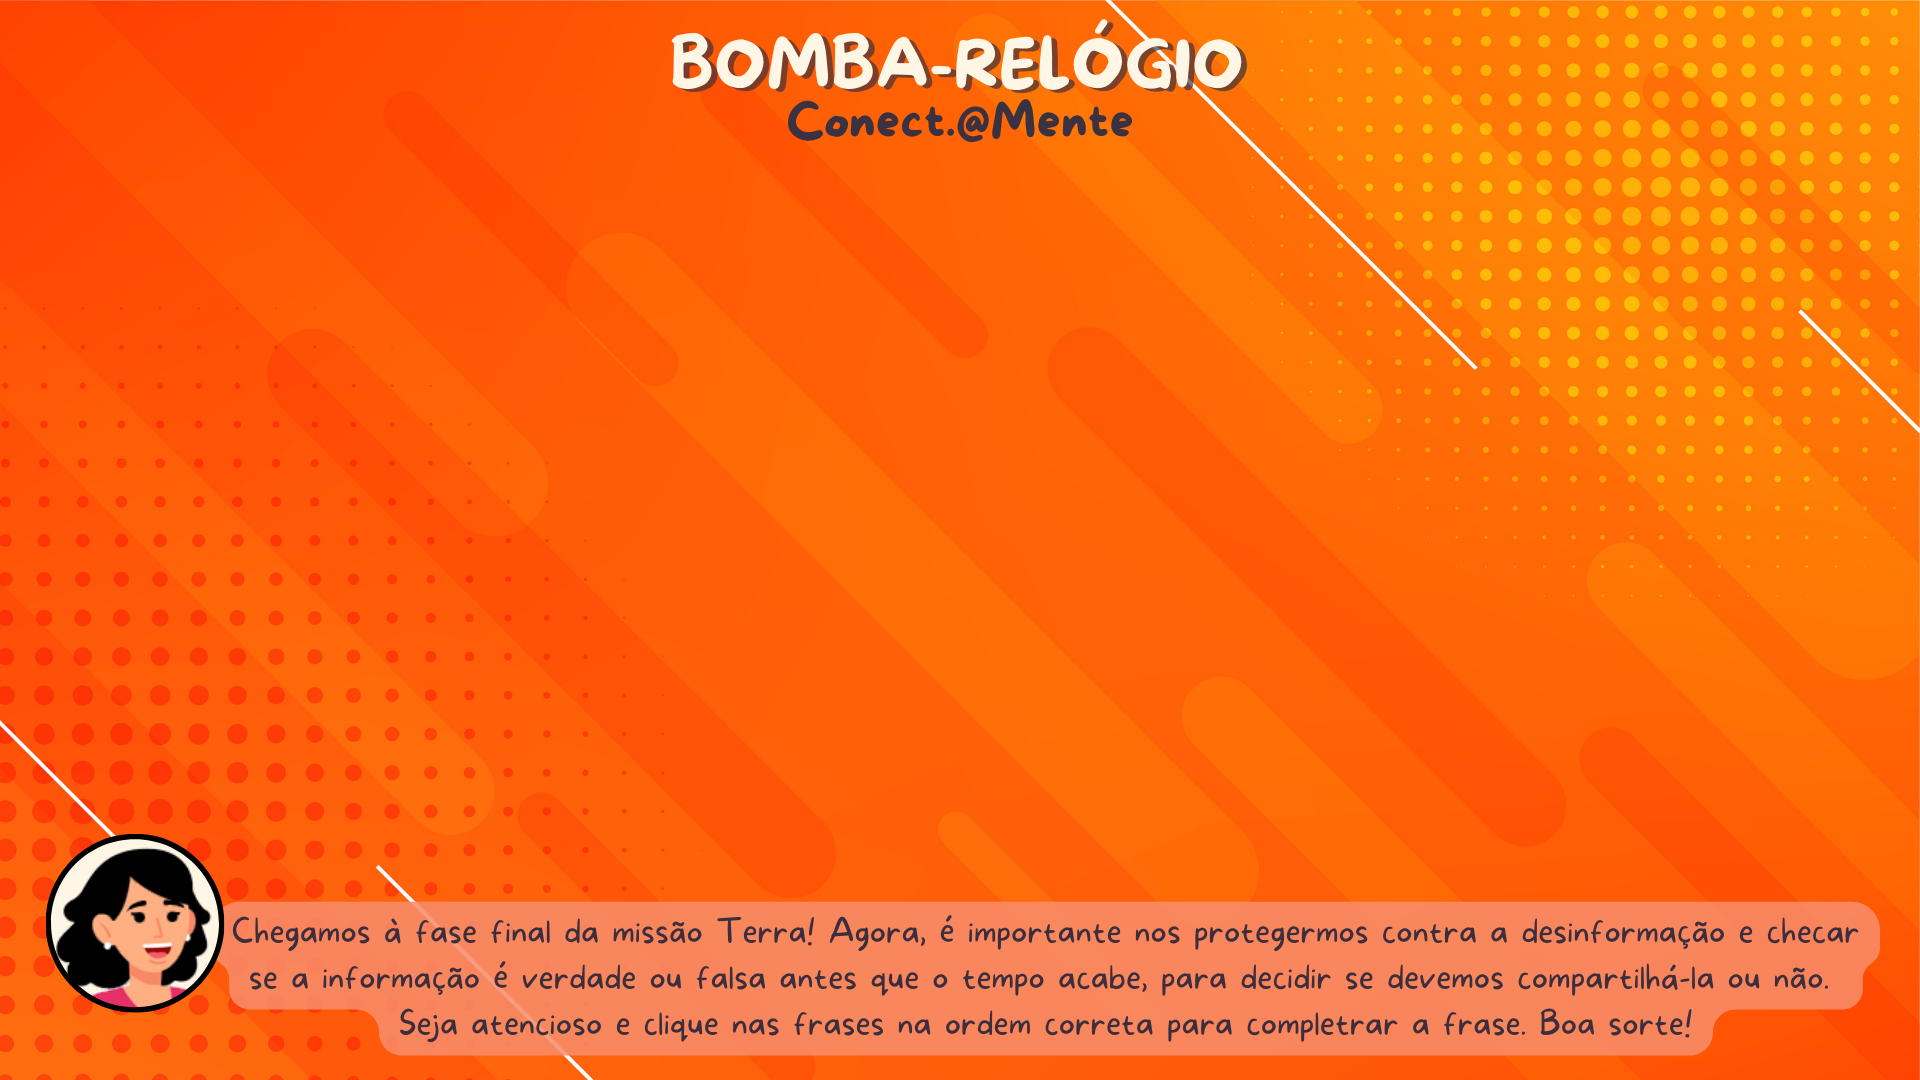 BOMBA-RELÓGIO
Conect.@Mente
Chegamos à fase final da missão Terra! Agora, é importante nos protegermos contra a desinformação e checar
se a informação é verdade ou falsa antes que o tempo acabe, para decidir se devemos compartilhá-la ou não.
Seja atencioso e clique nas frases na ordem correta para completrar a frase. Boa sorte!